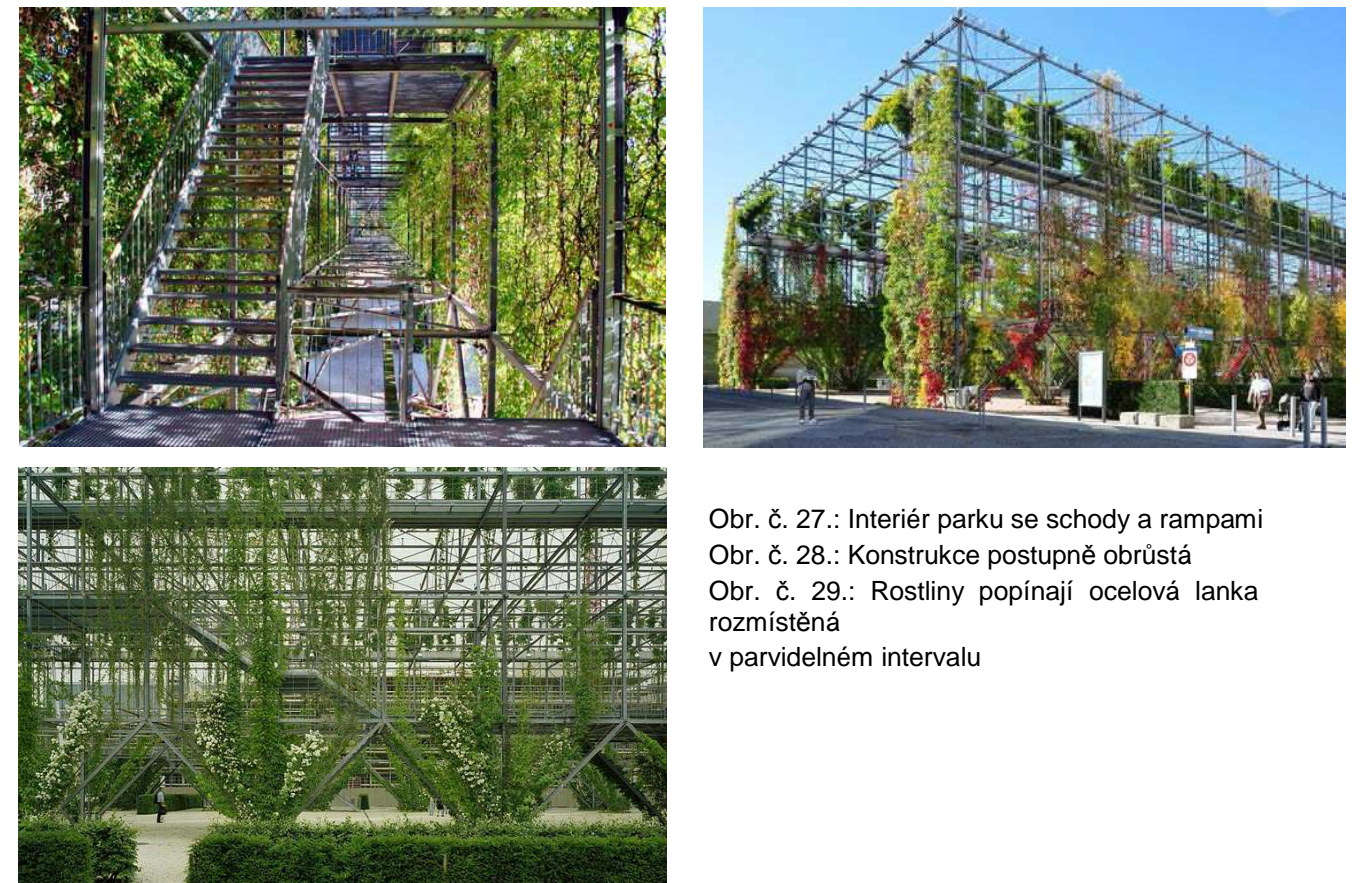 Obr. č. 27.: Interiér parku se schody a rampami
Obr. č. 28.: Konstrukce postupně obrůstá
Obr. č. 29.: Rostliny popínají ocelová lanka
rozmístěná
v parvidelném intervalu